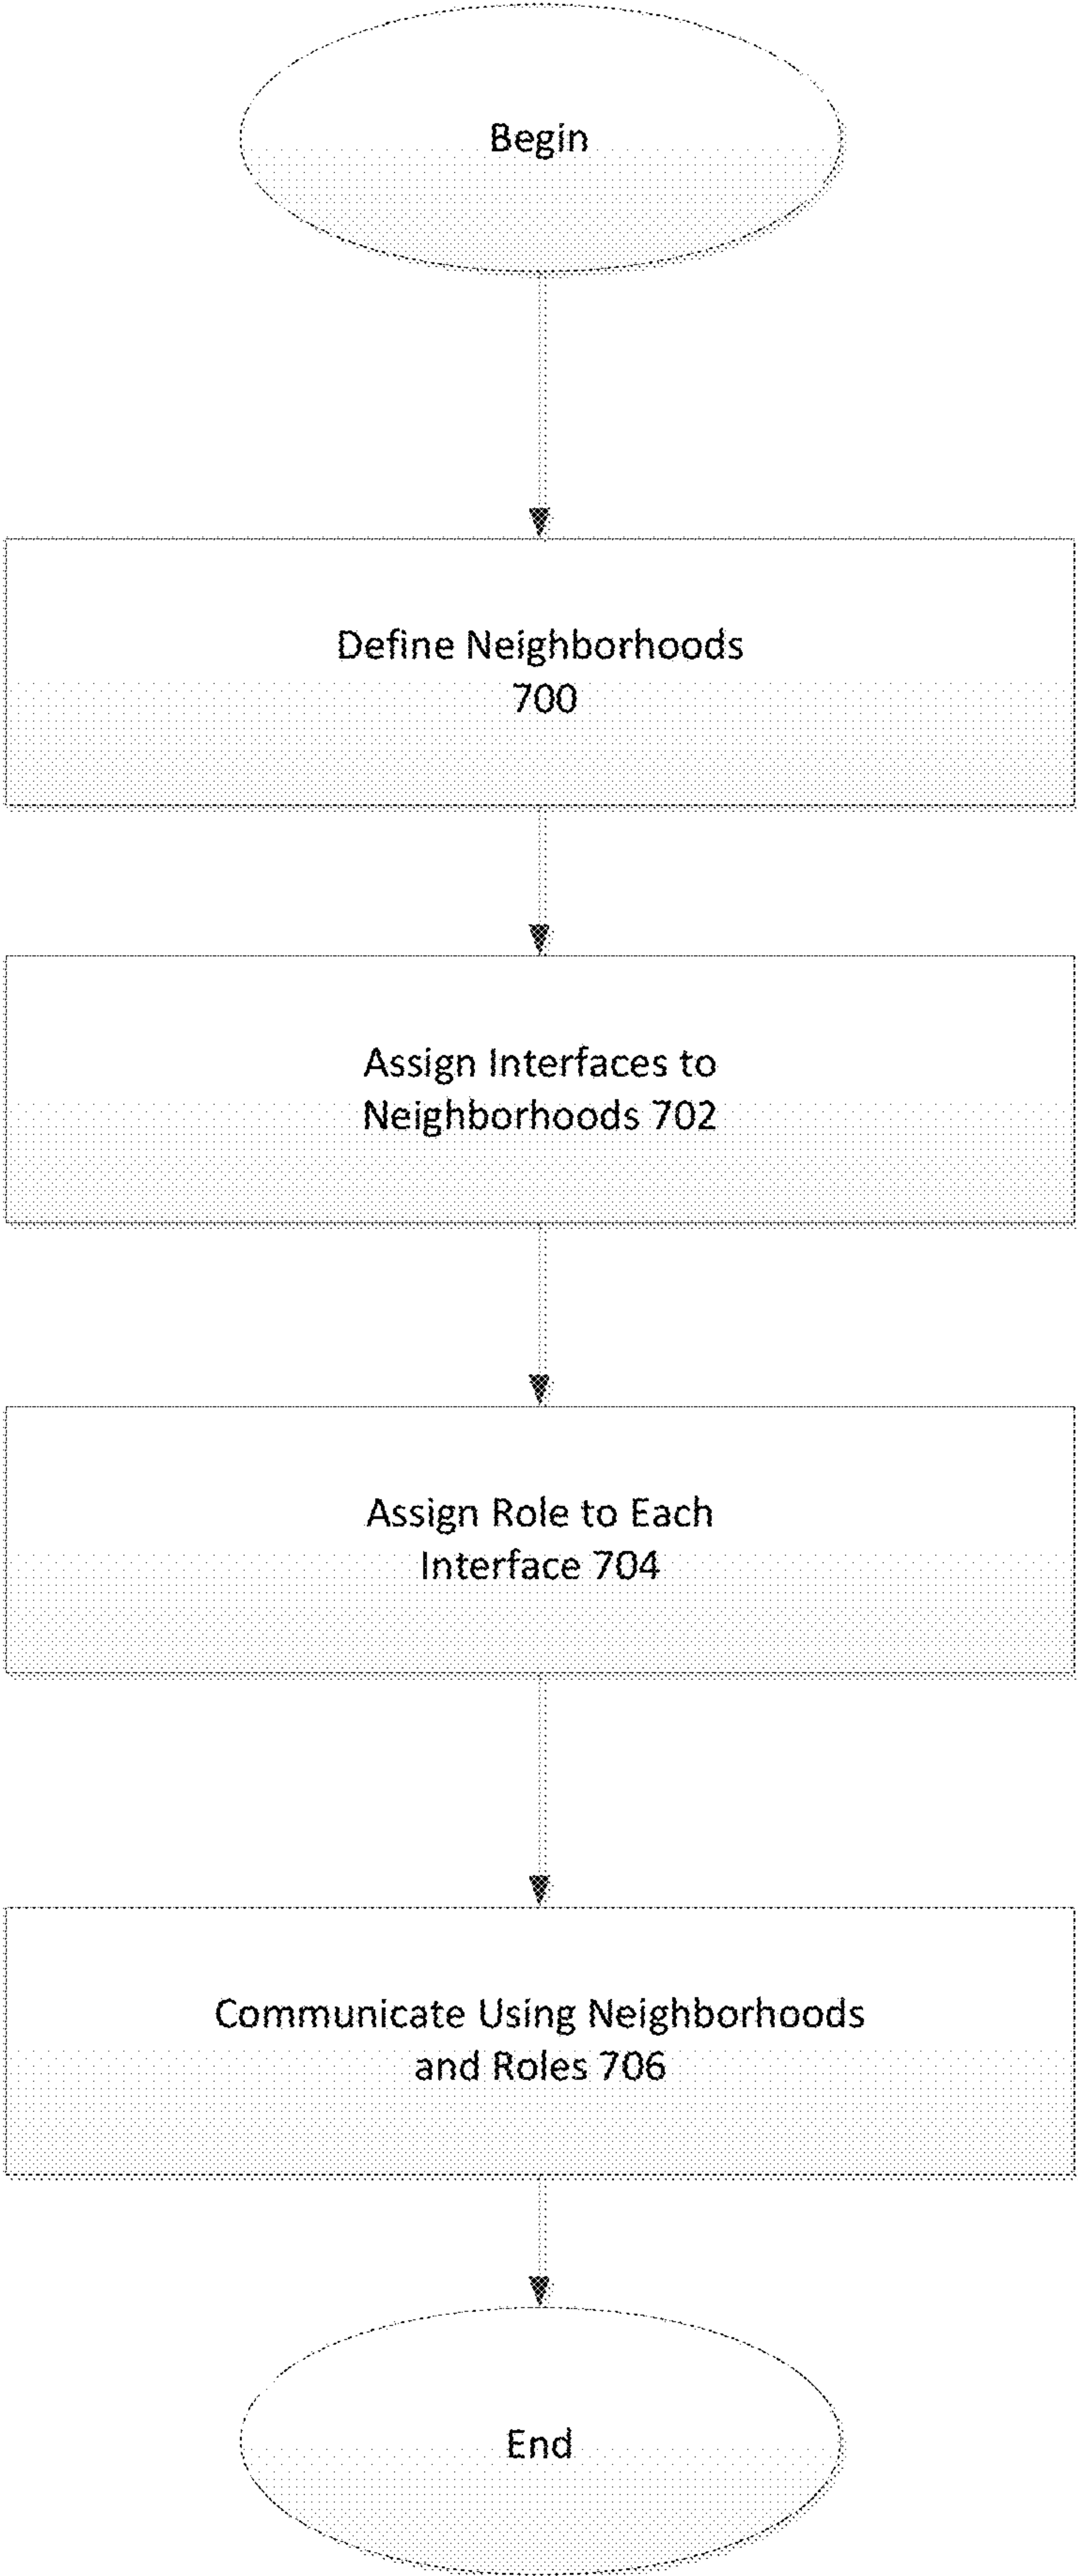 Begin
Define Neighborhoods
700
Assign Interfaces to
Neighborhoods 702
Assign Role to Each
Interface 704
Communicate Using Neighborhoods
and Roles 706
End